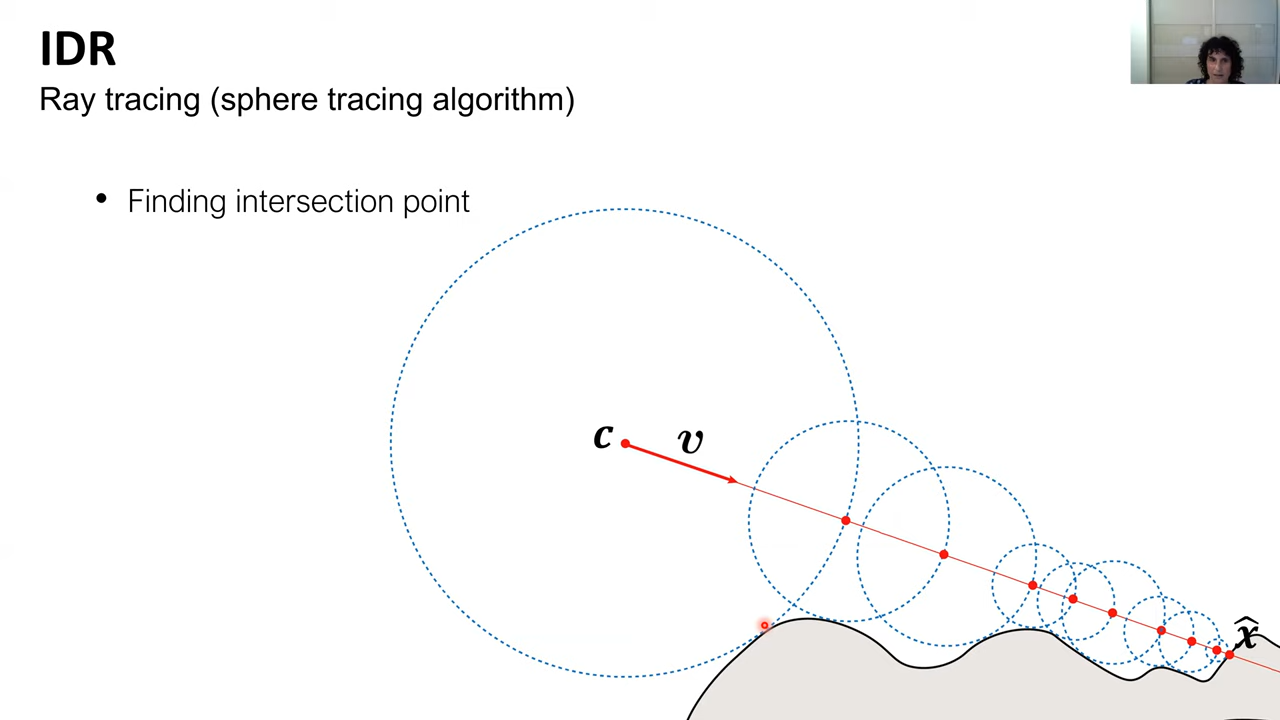 IDR
Ray tracing (sphere tracing algorithm)
• Finding intersection point
c
v
x̂